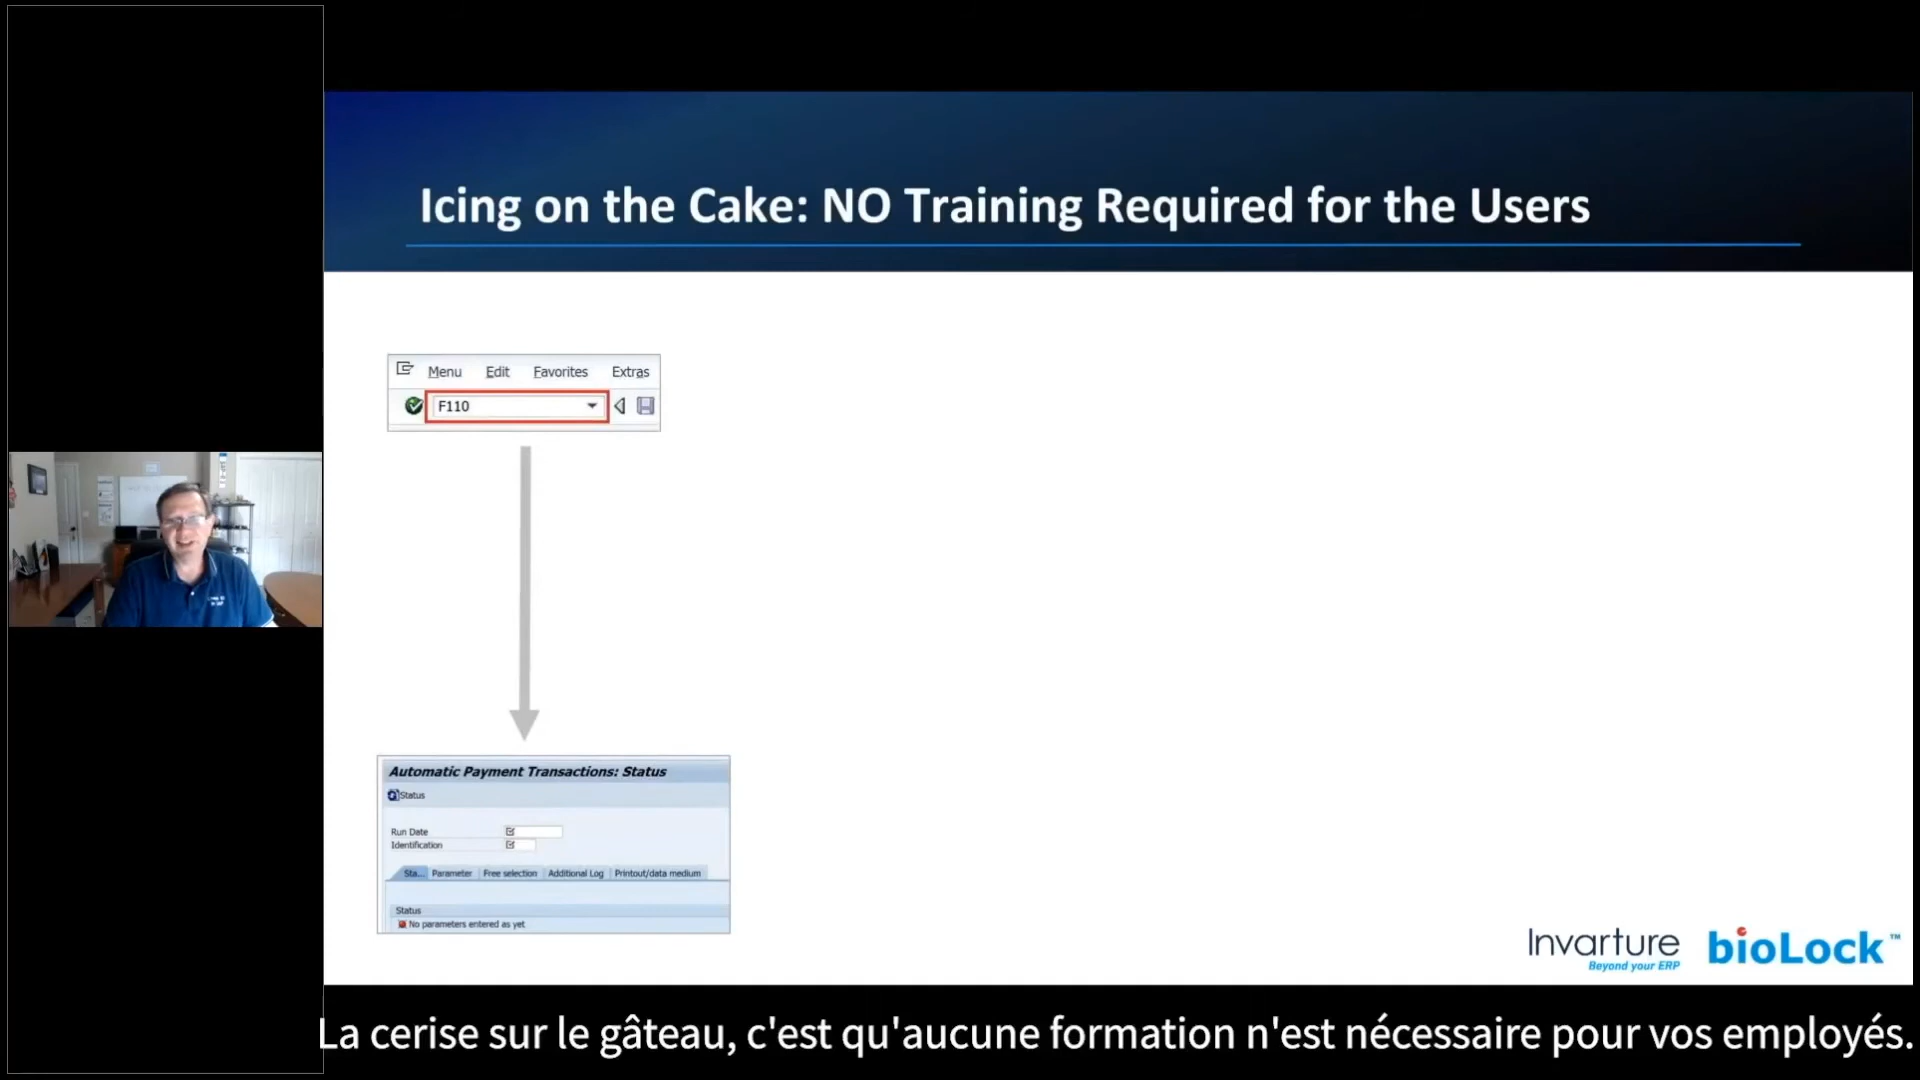 Icing on the Cake: NO Training Required for the Users
Menu Edit Favorites Extras
F110
Automatic Payment Transactions: Status
Status
Run Date
Identification
Sta... Parameter Free selection Additional Log Printout/data medium
Status
No parameters entered as yet
Invarture
Beyond your ERP
bioLock™
La cerise sur le gâteau, c'est qu'aucune formation n'est nécessaire pour vos employés.